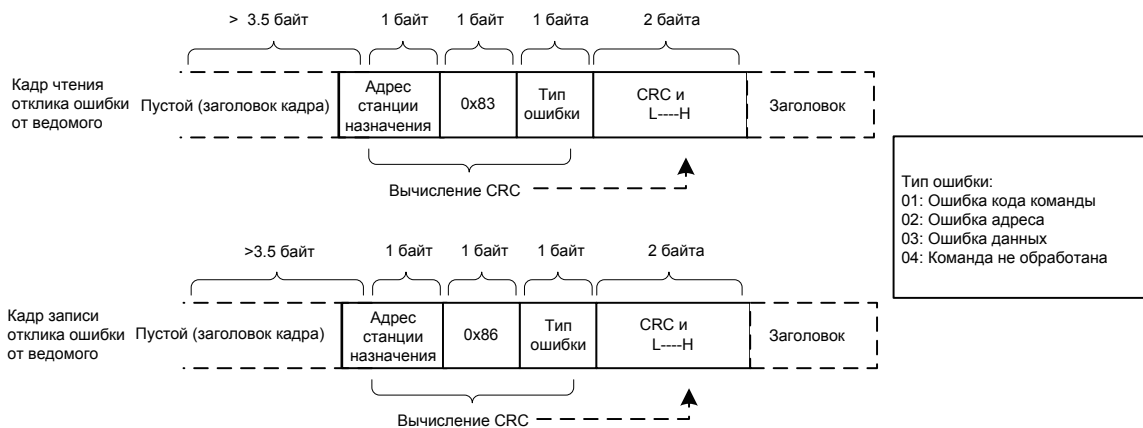 > 3.5 байт
1 байт
1 байт
1 байта
2 байта
Кадр чтения
отклика ошибки
от ведомого
Пустой (заголовок кадра)
Адрес
станции
назначения
0x83
Тип
ошибки
CRC и
L----H
Заголовок
Вычисление CRC
Тип ошибки:
01: Ошибка кода команды
02: Ошибка адреса
03: Ошибка данных
04: Команда не обработана
>3.5 байт
1 байт
1 байт
1 байт
2 байта
Кадр записи
отклика ошибки
от ведомого
Пустой (заголовок кадра)
Адрес
станции
назначения
0x86
Тип
ошибки
CRC и
L----H
Заголовок
Вычисление CRC